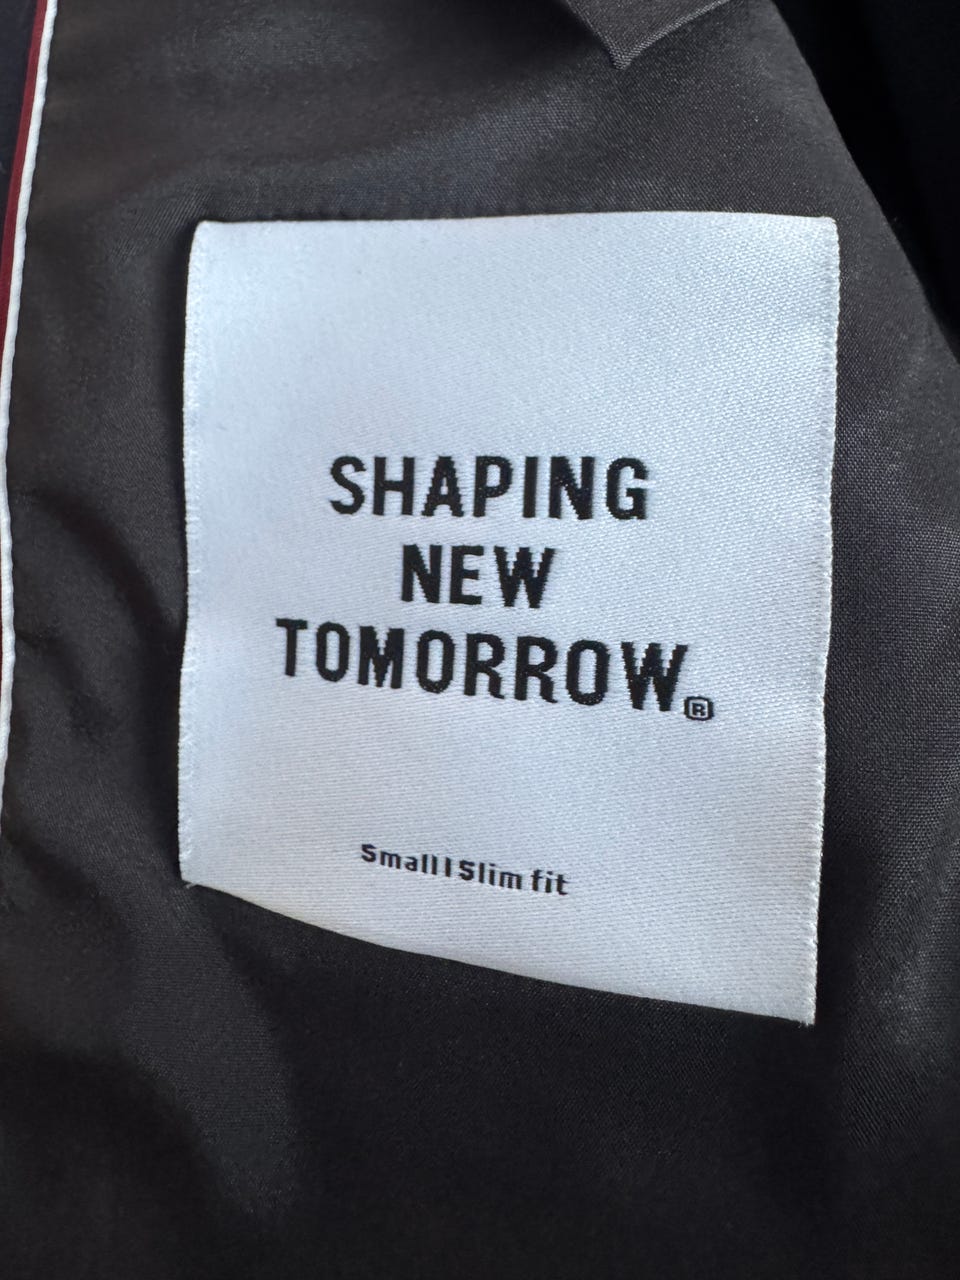 SHAPING
NEW
TOMORROW®
Small | Slim fit